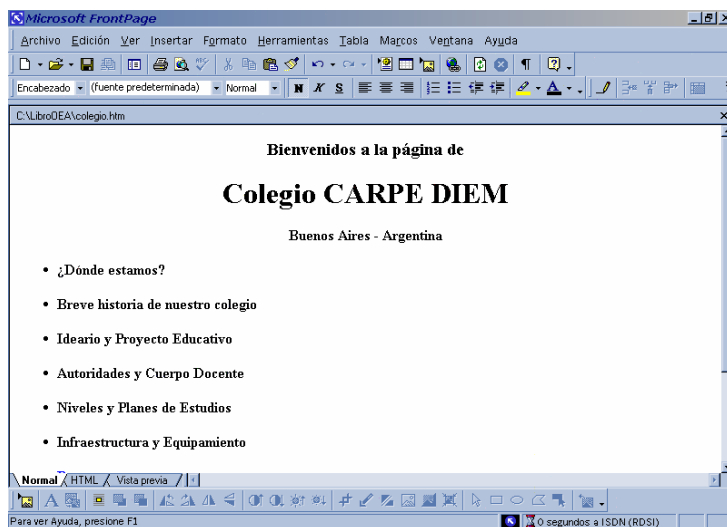 Microsoft FrontPage
Archivo Edición Ver Insertar Formato Herramientas Tabla Marcos Ventana Ayuda
Encabezado (fuente predeterminada) Normal N K S
C:\LibroOEA\colegio.htm
Bienvenidos a la página de
Colegio CARPE DIEM
Buenos Aires - Argentina
• ¿Dónde estamos?
• Breve historia de nuestro colegio
• Ideario y Proyecto Educativo
• Autoridades y Cuerpo Docente
• Niveles y Planes de Estudios
• Infraestructura y Equipamiento
Normal HTML Vista previa
Para ver Ayuda, presione F1 0 segundos a ISDN (RDSI)